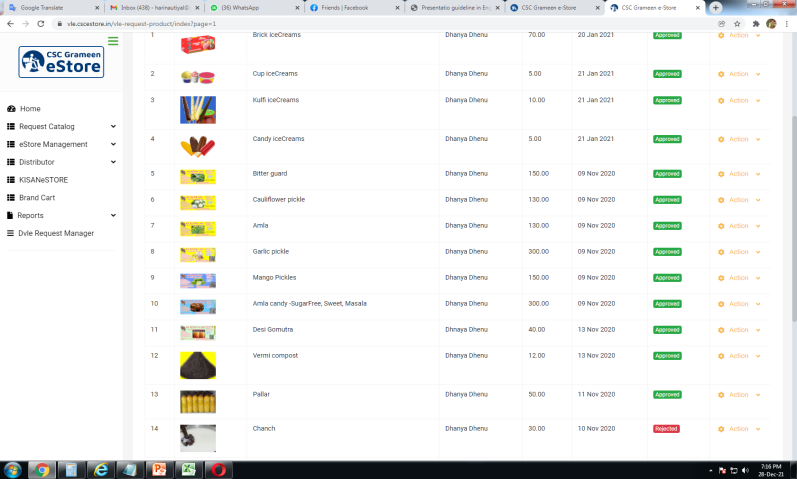 Google Translate
Inbox (438) - harinautiyal@
(36) WhatsApp
Friends | Facebook
Presentatio guideline in En
CSC Grameen e-Store
CSC Grameen e-Store
vle.cscestore.in/vle-request-product/index?page=1
CSC Grameen
eStore
Home
Request Catalog
eStore Management
Distributor
KISANeSTORE
Brand Cart
Reports
Dvle Request Manager
1 Brick iceCreams Dhanya Dhenu 70.00 20 Jan 2021 Approved Action
2 Cup iceCreams Dhanya Dhenu 5.00 21 Jan 2021 Approved Action
3 Kulfi iceCreams Dhanya Dhenu 10.00 21 Jan 2021 Approved Action
4 Candy iceCreams Dhanya Dhenu 5.00 21 Jan 2021 Approved Action
5 Bitter guard Dhanya Dhenu 150.00 09 Nov 2020 Approved Action
6 Cauliflower pickle Dhanya Dhenu 130.00 09 Nov 2020 Approved Action
7 Amla Dhanya Dhenu 130.00 09 Nov 2020 Approved Action
8 Garlic pickle Dhanya Dhenu 300.00 09 Nov 2020 Approved Action
9 Mango Pickles Dhanya Dhenu 150.00 09 Nov 2020 Approved Action
10 Amla candy -SugarFree, Sweet, Masala Dhanya Dhenu 300.00 09 Nov 2020 Approved Action
11 Desi Gomutra Dhnaya Dhenu 40.00 13 Nov 2020 Approved Action
12 Vermi compost Dhanya Dhenu 12.00 13 Nov 2020 Approved Action
13 Pallar Dhanya Dhenu 50.00 11 Nov 2020 Approved Action
14 Chanch Dhanya Dhenu 30.00 10 Nov 2020 Rejected Action
7:16 PM
28-Dec-21